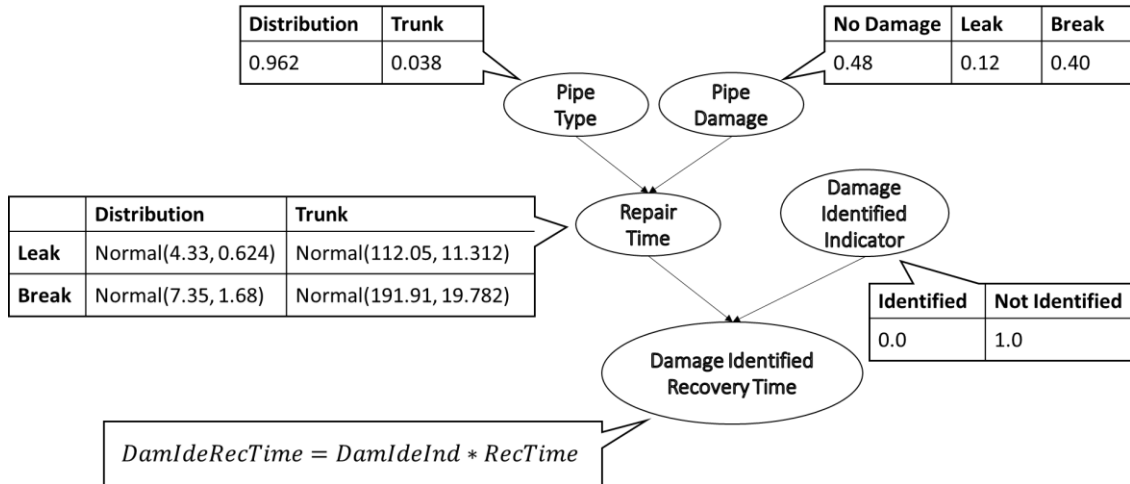 Distribution Trunk
0.962 0.038
No Damage Leak Break
0.48 0.12 0.40
Pipe
Type
Pipe
Damage
Distribution Trunk
Leak Normal(4.33, 0.624) Normal(112.05, 11.312)
Break Normal(7.35, 1.68) Normal(191.91, 19.782)
Repair
Time
Damage
Identified
Indicator
Identified Not Identified
0.0 1.0
Damage Identified
Recovery Time
DamIdeRecTime = DamIdeInd * RecTime